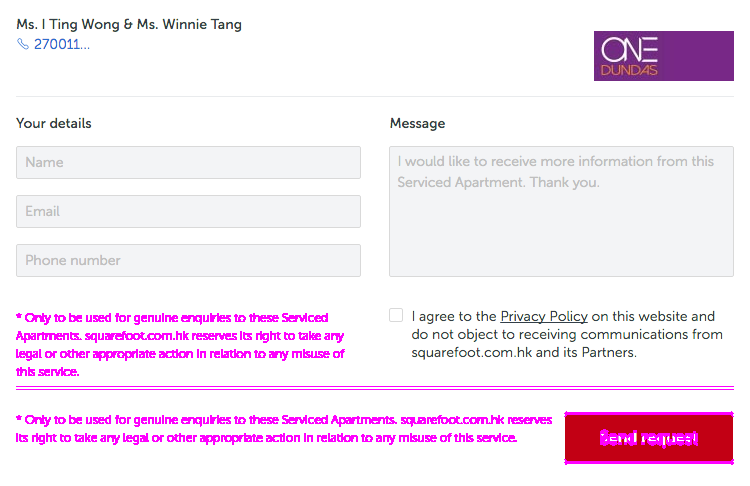 Ms. I Ting Wong & Ms. Winnie Tang
270011...
ONE
DUNDAS
Your details
Message
Name
I would like to receive more information from this
Serviced Apartment. Thank you.
Email
Phone number
* Only to be used for genuine enquiries to these Serviced
Apartments. squarefoot.com.hk reserves its right to take any
legal or other appropriate action in relation to any misuse of
this service.
I agree to the Privacy Policy on this website and
do not object to receiving communications from
squarefoot.com.hk and its Partners.
* Only to be used for genuine enquiries to these Serviced Apartments. squarefoot.com.hk reserves
its right to take any legal or other appropriate action in relation to any misuse of this service.
Send request